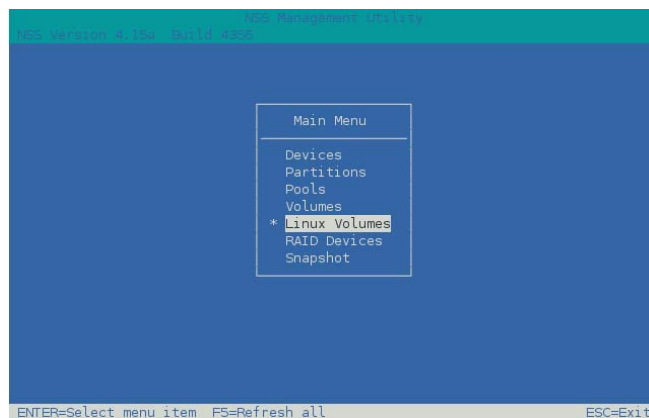 NSS Management Utility
NSS Version 4.15a Build 4355
Main Menu
Devices
Partitions
Pools
Volumes
* Linux Volumes
RAID Devices
Snapshot
ENTER=Select menu item F5=Refresh all ESC=Exit